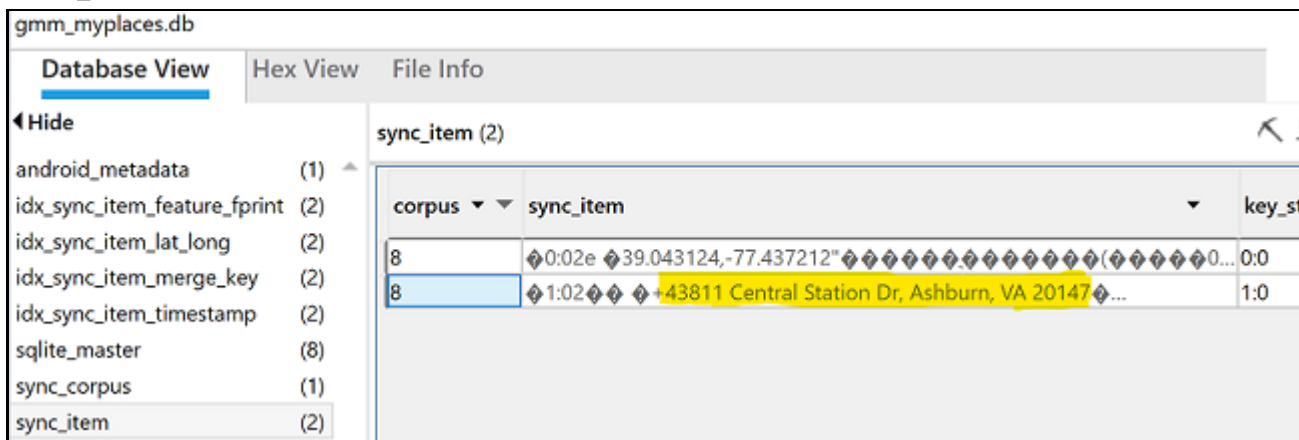 gmm_myplaces.db
Database View Hex View File Info
Hide
sync_item (2)
android_metadata (1)
idx_sync_item_feature_fprint (2)
idx_sync_item_lat_long (2)
idx_sync_item_merge_key (2)
idx_sync_item_timestamp (2)
sqlite_master (8)
sync_corpus (1)
sync_item (2)
corpus sync_item key_st
8 �0:02e �39.043124,-77.437212"������.�������(�����0... 0:0
8 �1:02�� �+43811 Central Station Dr, Ashburn, VA 20147�... 1:0